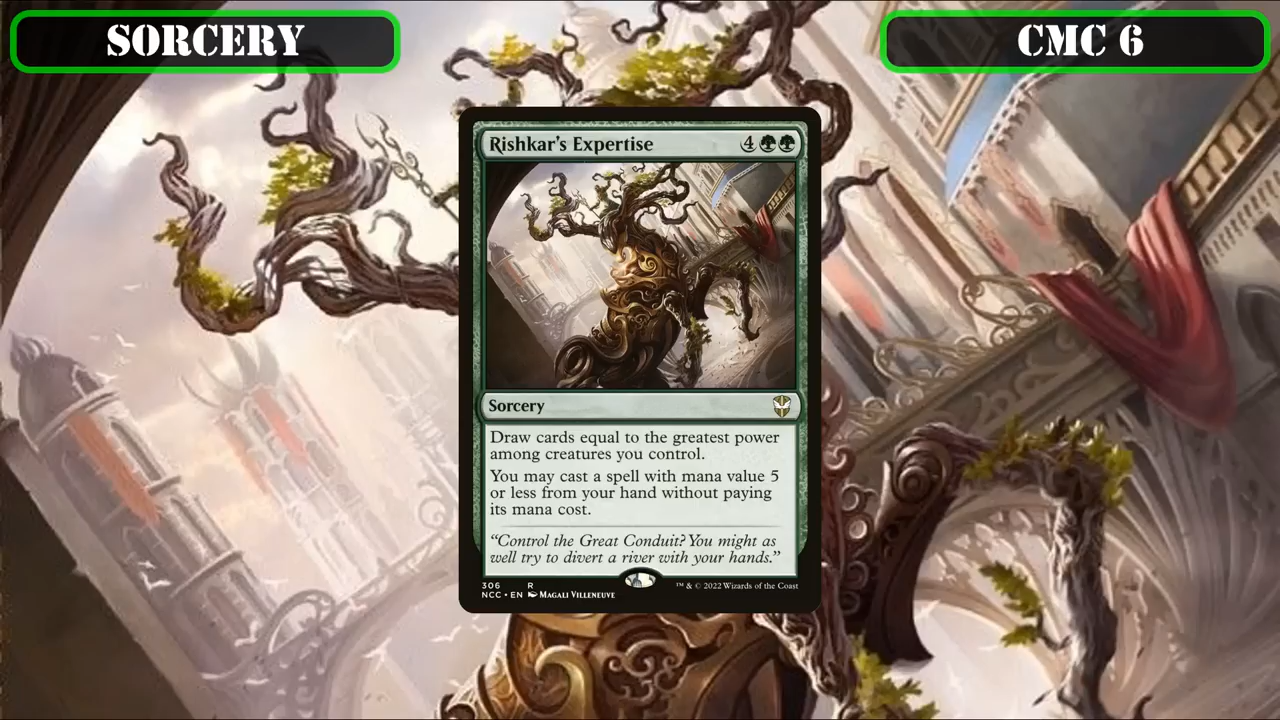 SORCERY
CMC 6
Rishkar's Expertise 4
Sorcery
Draw cards equal to the greatest power
among creatures you control.
You may cast a spell with mana value 5
or less from your hand without paying
its mana cost.
“Control the Great Conduit? You might as
well try to divert a river with your hands.”
306 R
NCC • EN MAGALI VILLENEUVE
™ & © 2022 Wizards of the Coast